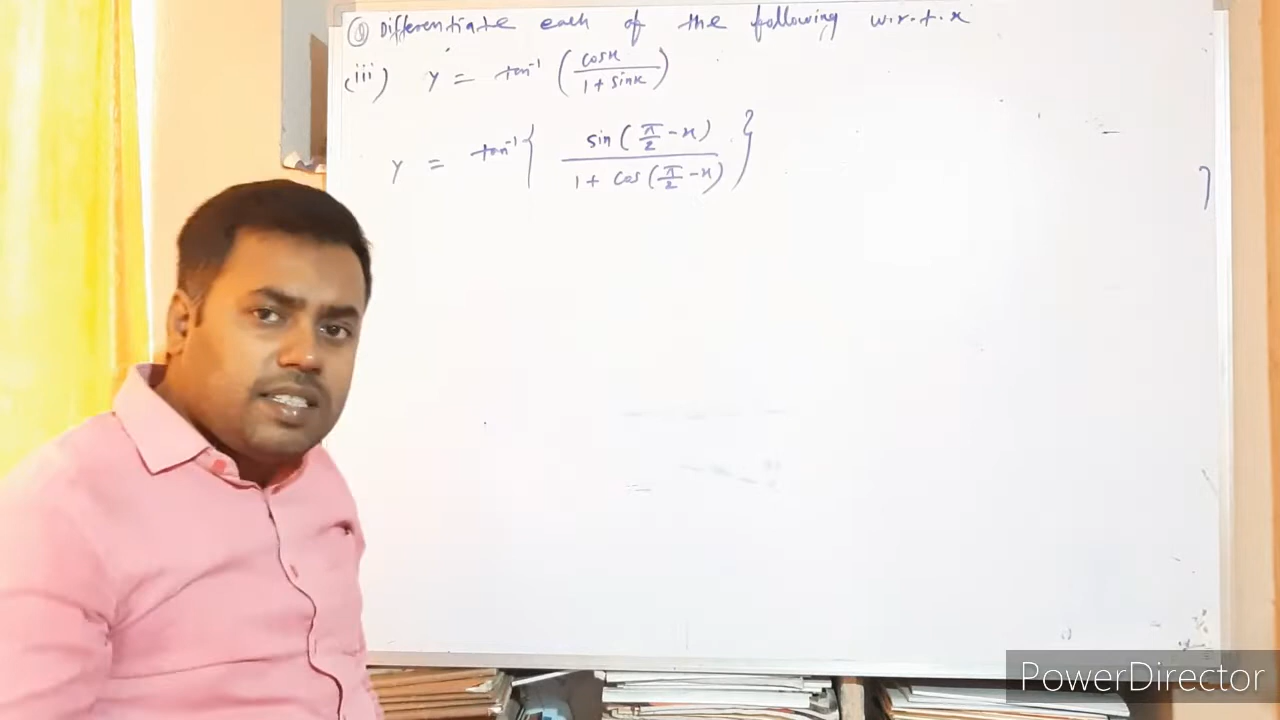 Q Differentiate each of the following w.r.t. x
(iii) y = tan⁻¹ (cosx / 1 + sinx)
y = tan⁻¹ { sin (π/2 - x) / 1 + cos (π/2 - x) }
PowerDirector